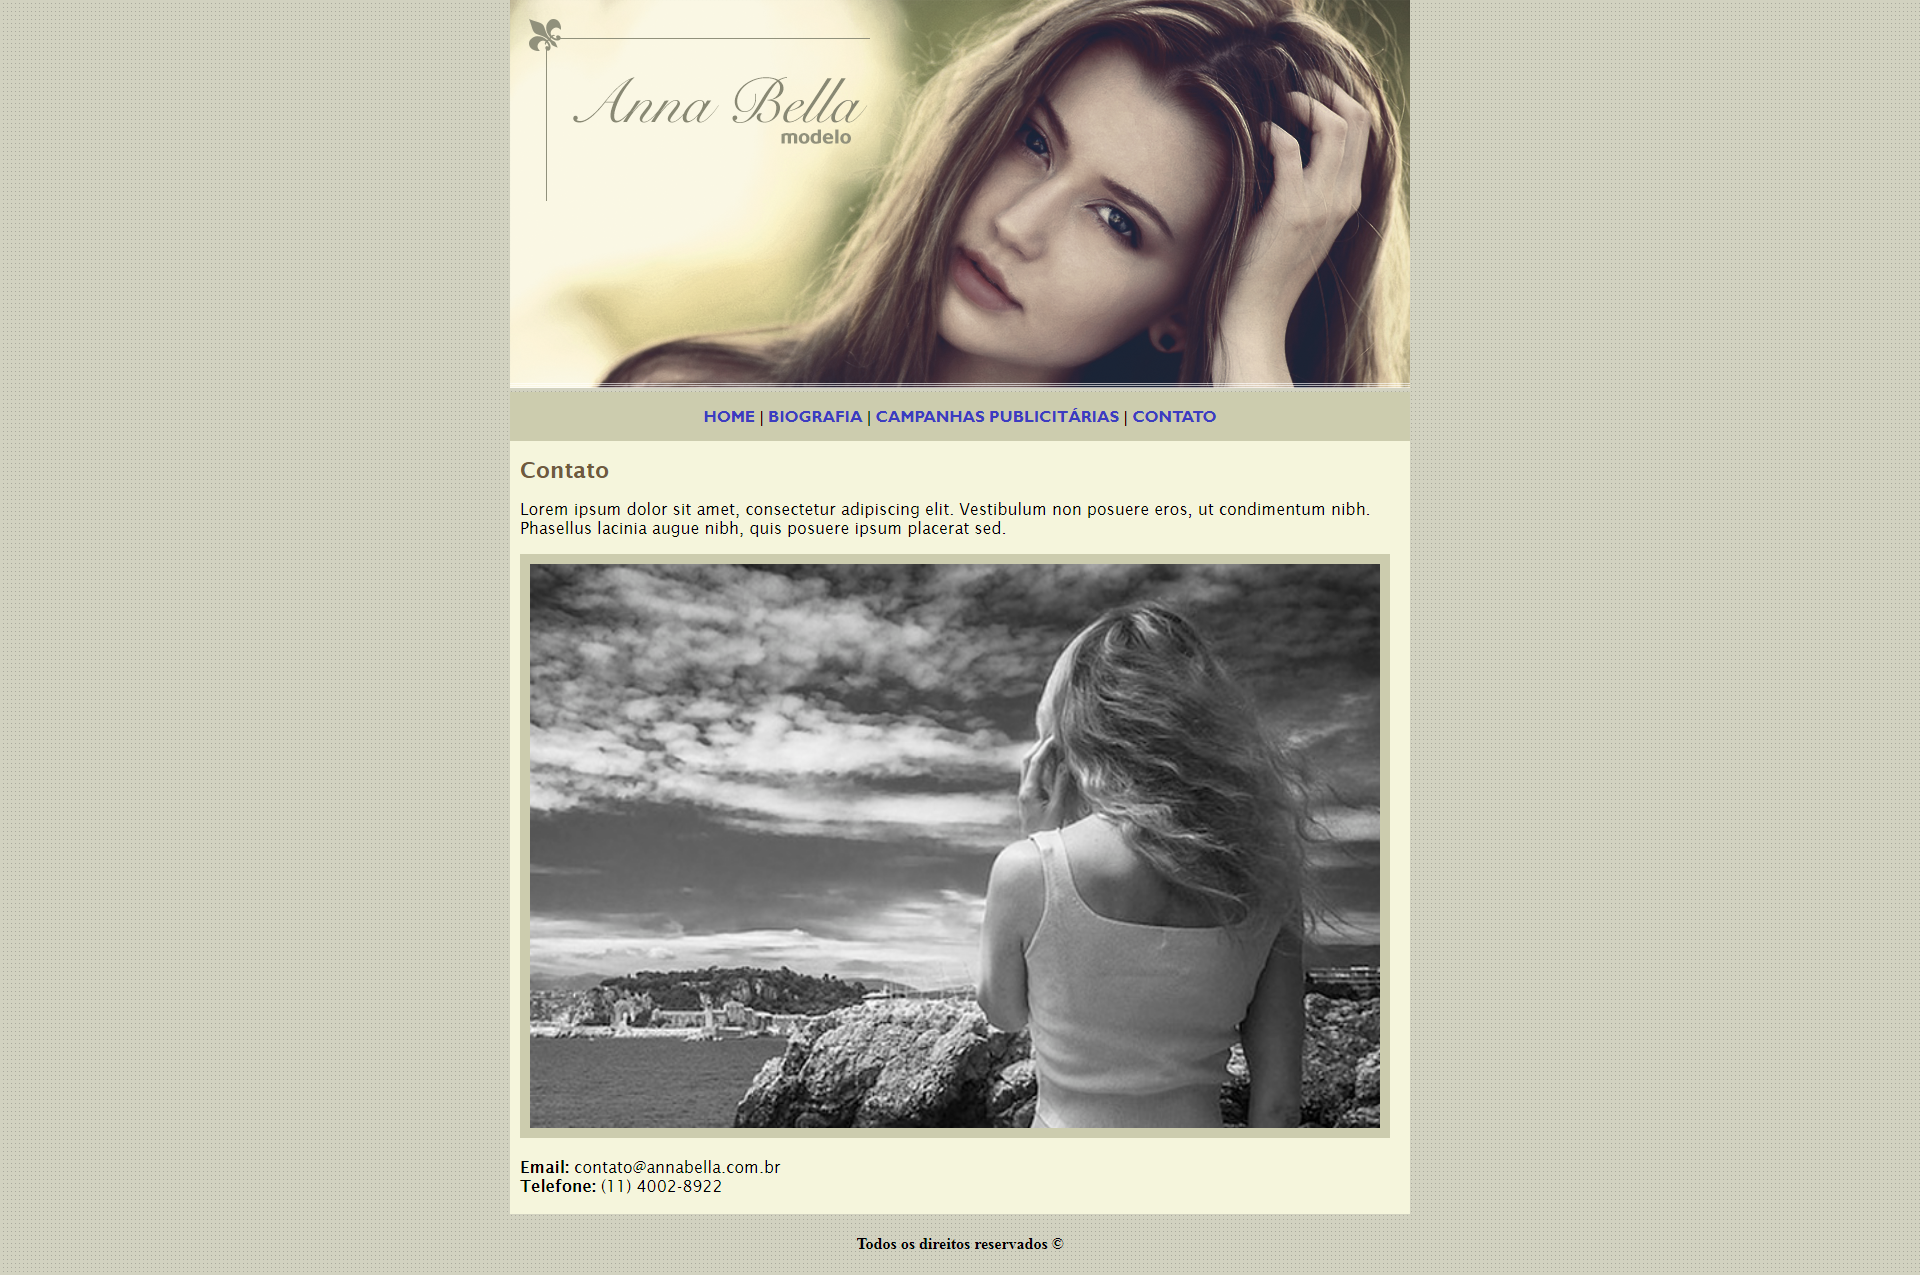 Anna Bella
modelo
HOME | BIOGRAFIA | CAMPANHAS PUBLICITÁRIAS | CONTATO
Contato
Lorem ipsum dolor sit amet, consectetur adipiscing elit. Vestibulum non posuere eros, ut condimentum nibh.
Phasellus lacinia augue nibh, quis posuere ipsum placerat sed.
Email: contato@annabella.com.br
Telefone: (11) 4002-8922
Todos os direitos reservados ©